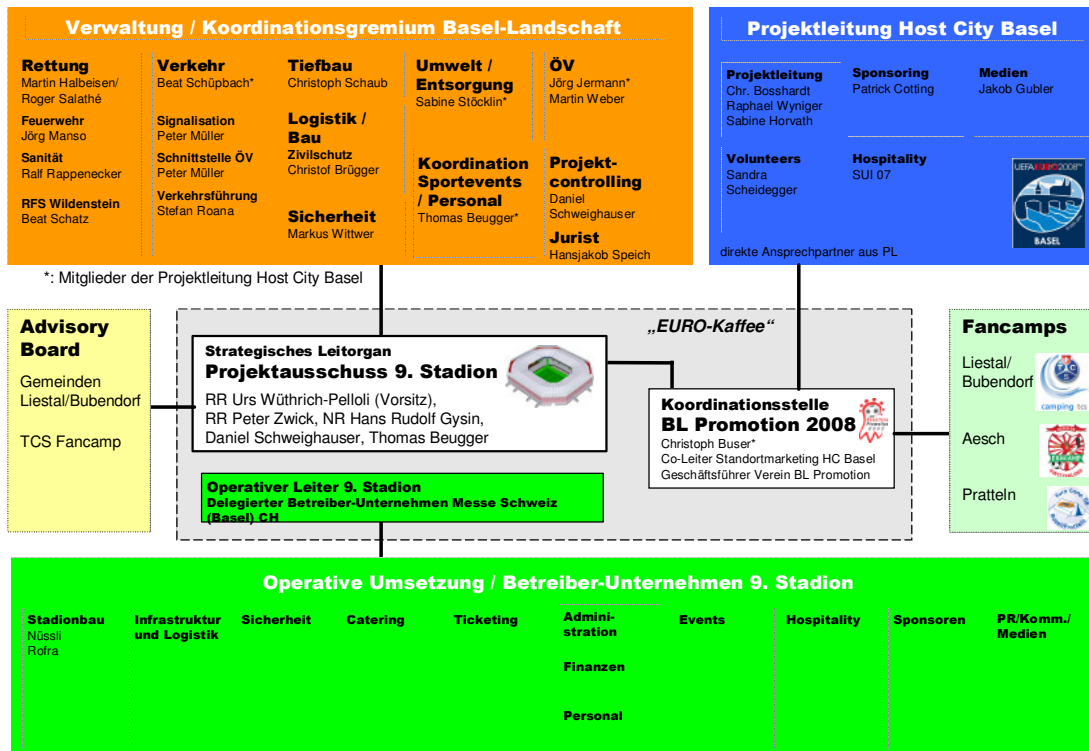 Verwaltung / Koordinationsgremium Basel-Landschaft
Rettung
Martin Halbeisen/
Roger Salathé
Feuerwehr
Jörg Manso
Sanität
Ralf Rappenecker
RFS Wildenstein
Beat Schatz
Verkehr
Beat Schüpbach*
Signalisation
Peter Müller
Schnittstelle ÖV
Peter Müller
Verkehrsführung
Stefan Roana
Tiefbau
Christoph Schaub
Logistik /
Bau
Zivilschutz
Christof Brügger
Sicherheit
Markus Wittwer
Umwelt /
Entsorgung
Sabine Stöcklin*
Koordination
Sportevents
/ Personal
Thomas Beugger*
ÖV
Jörg Jermann*
Martin Weber
Projekt-
controlling
Daniel
Schweighauser
Jurist
Hansjakob Speich
*: Mitglieder der Projektleitung Host City Basel
Projektleitung Host City Basel
Projektleitung
Chr. Bosshardt
Raphael Wyniger
Sabine Horvath
Sponsoring
Patrick Cotting
Medien
Jakob Gubler
Volunteers
Sandra
Scheidegger
Hospitality
SUI 07
UEFA EURO 2008™
BASEL
direkte Ansprechpartner aus PL
Advisory
Board
Gemeinden
Liestal/Bubendorf
TCS Fancamp
„EURO-Kaffee“
Strategisches Leitorgan
Projektausschuss 9. Stadion
RR Urs Wüthrich-Pelloli (Vorsitz),
RR Peter Zwick, NR Hans Rudolf Gysin,
Daniel Schweighauser, Thomas Beugger
Operativer Leiter 9. Stadion
Delegierter Betreiber-Unternehmen Messe Schweiz
(Basel) CH
Koordinationsstelle
BL Promotion 2008
Christoph Buser*
Co-Leiter Standortmarketing HC Basel
Geschäftsführer Verein BL Promotion
Fancamps
Liestal/
Bubendorf
TCS
camping tcs
Aesch
Pratteln
Operative Umsetzung / Betreiber-Unternehmen 9. Stadion
Stadionbau
Nüssli
Rofra
Infrastruktur
und Logistik
Sicherheit
Catering
Ticketing
Admini-
stration
Finanzen
Personal
Events
Hospitality
Sponsoren
PR/Komm./
Medien